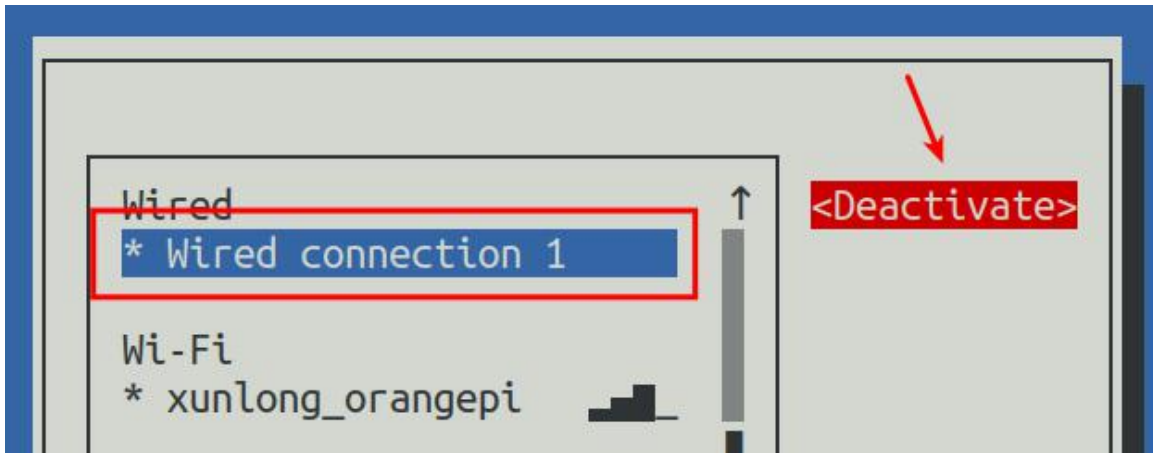 Wired
<Deactivate>
* Wired connection 1
Wi-Fi
* xunlong_orangepi